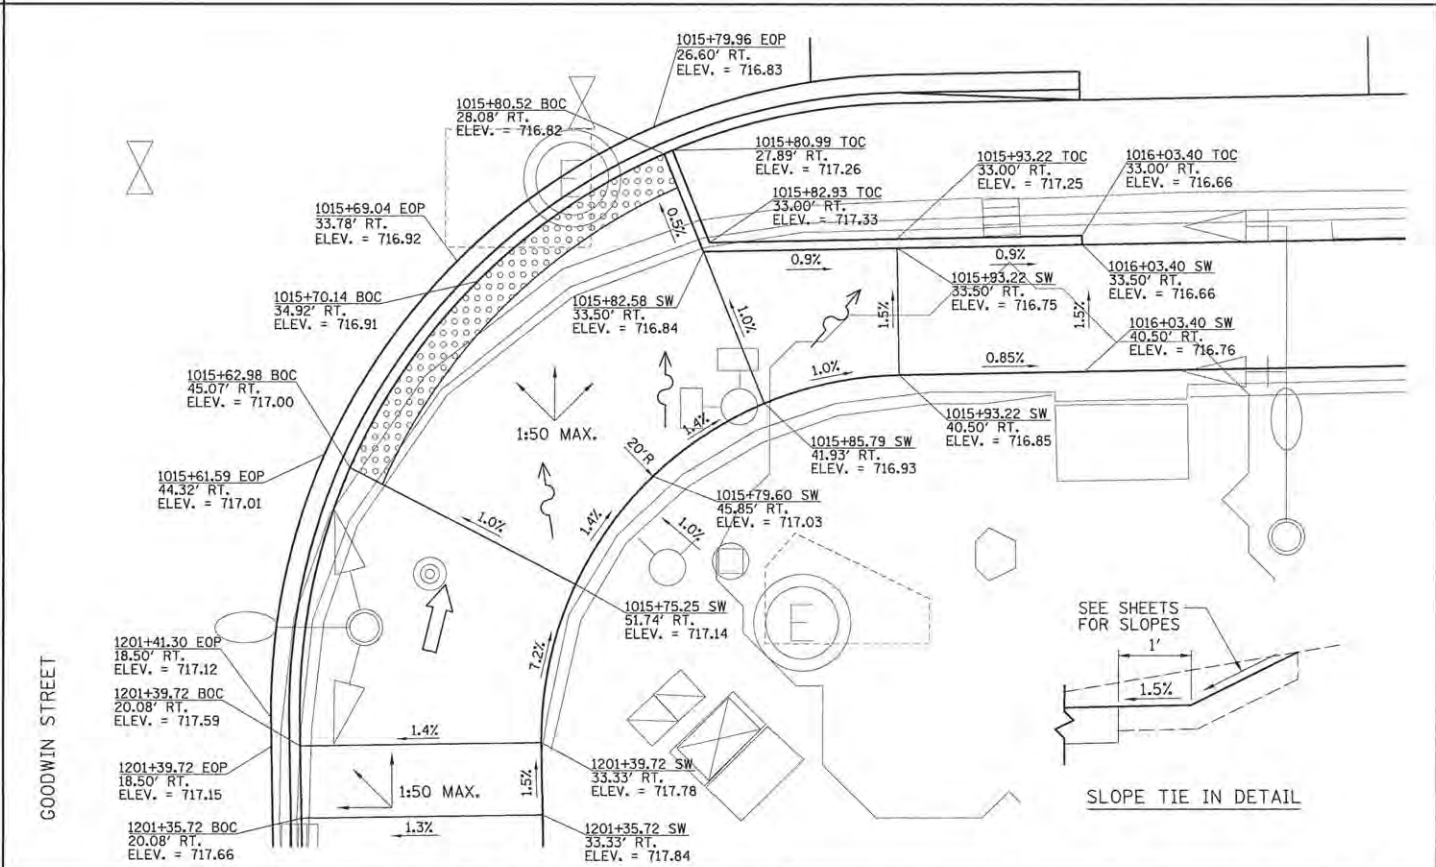 1015+79.96 EOP
26.60' RT.
ELEV. = 716.83
1015+80.52 BOC
28.08' RT.
ELEV. = 716.82
1015+80.99 TOC
27.89' RT.
ELEV. = 717.26
1015+93.22 TOC
33.00' RT.
ELEV. = 717.25
1016+03.40 TOC
33.00' RT.
ELEV. = 716.66
1015+82.93 TOC
33.00' RT.
ELEV. = 717.33
E
0.5%
1015+69.04 EOP
33.78' RT.
ELEV. = 716.92
0.9%
0.9%
1015+93.22 SW
33.50' RT.
ELEV. = 716.75
1016+03.40 SW
33.50' RT.
ELEV. = 716.66
1015+70.14 BOC
34.92' RT.
ELEV. = 716.91
1015+82.58 SW
33.50' RT.
ELEV. = 716.84
1.0%
1.5%
1.5%
1016+03.40 SW
40.50' RT.
ELEV. = 716.76
0.85%
1.0%
1015+62.98 BOC
45.07' RT.
ELEV. = 717.00
1:50 MAX.
1.4%
1015+93.22 SW
40.50' RT.
ELEV. = 716.85
1015+85.79 SW
41.93' RT.
ELEV. = 716.93
20'R
1015+61.59 EOP
44.32' RT.
ELEV. = 717.01
1015+79.60 SW
45.85' RT.
ELEV. = 717.03
1.0%
1.4%
1.0%
1015+75.25 SW
51.74' RT.
ELEV. = 717.14
E
SEE SHEETS
FOR SLOPES
1'
1.5%
SLOPE TIE IN DETAIL
7.2%
1201+41.30 EOP
18.50' RT.
ELEV. = 717.12
1201+39.72 BOC
20.08' RT.
ELEV. = 717.59
1.4%
GOODWIN STREET
1201+39.72 EOP
18.50' RT.
ELEV. = 717.15
1:50 MAX.
1.5%
1201+39.72 SW
33.33' RT.
ELEV. = 717.78
1201+35.72 BOC
20.08' RT.
ELEV. = 717.66
1.3%
1201+35.72 SW
33.33' RT.
ELEV. = 717.84